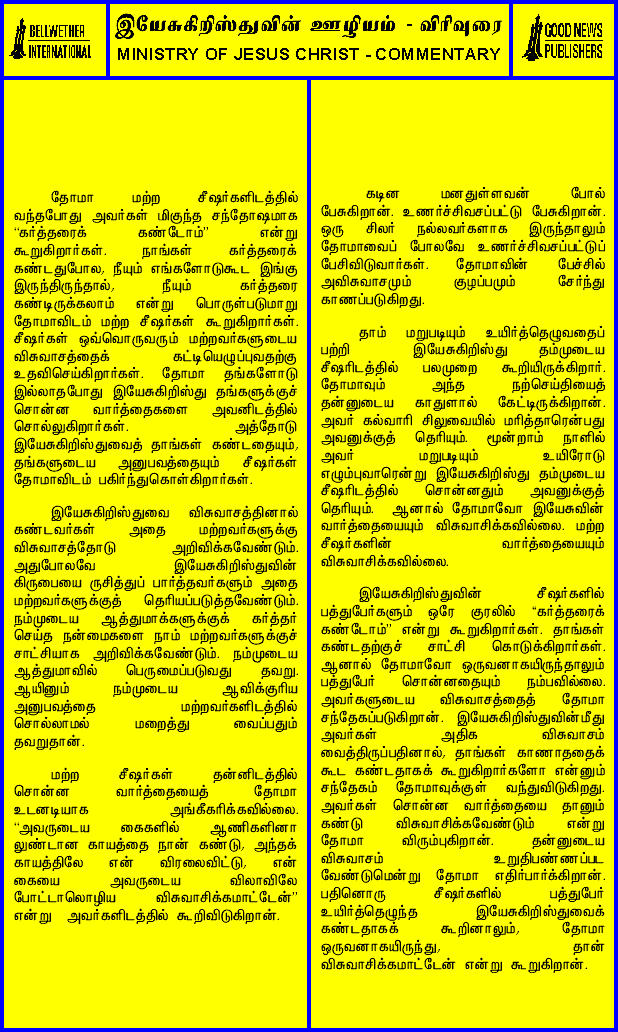 BELLWETHER
INTERNATIONAL
இயேசுகிறிஸ்துவின் ஊழியம் - விரிவுரை
MINISTRY OF JESUS CHRIST - COMMENTARY
GOOD NEWS
PUBLISHERS
தோமா மற்ற சீஷர்களிடத்தில்
வந்தபோது அவர்கள் மிகுந்த சந்தோஷமாக
“கர்த்தரைக் கண்டோம்” என்று
கூறுகிறார்கள். நாங்கள் கர்த்தரைக்
கண்டதுபோல, நீயும் எங்களோடுகூட இங்கு
இருந்திருந்தால், நீயும் கர்த்தரை
கண்டிருக்கலாம் என்று பொருள்படுமாறு
தோமாவிடம் மற்ற சீஷர்கள் கூறுகிறார்கள்.
சீஷர்கள் ஒவ்வொருவரும் மற்றவர்களுடைய
விசுவாசத்தைக் கட்டியெழுப்புவதற்கு
உதவிசெய்கிறார்கள். தோமா தங்களோடு
இல்லாதபோது இயேசுகிறிஸ்து தங்களுக்குச்
சொன்ன வார்த்தைகளை அவனிடத்தில்
சொல்லுகிறார்கள். அத்தோடு
இயேசுகிறிஸ்துவைத் தாங்கள் கண்டதையும்,
தங்களுடைய அனுபவத்தையும் சீஷர்கள்
தோமாவிடம் பகிர்ந்துகொள்கிறார்கள்.
இயேசுகிறிஸ்துவை விசுவாசத்தினால்
கண்டவர்கள் அதை மற்றவர்களுக்கு
விசுவாசத்தோடு அறிவிக்கவேண்டும்.
அதுபோலவே இயேசுகிறிஸ்துவின்
கிருபையை ருசித்துப் பார்த்தவர்களும் அதை
மற்றவர்களுக்குத் தெரியப்படுத்தவேண்டும்.
நம்முடைய ஆத்துமாக்களுக்குக் கர்த்தர்
செய்த நன்மைகளை நாம் மற்றவர்களுக்குச்
சாட்சியாக அறிவிக்கவேண்டும். நம்முடைய
ஆத்துமாவில் பெருமைப்படுவது தவறு.
ஆயினும் நம்முடைய ஆவிக்குரிய
அனுபவத்தை மற்றவர்களிடத்தில்
சொல்லாமல் மறைத்து வைப்பதும்
தவறுதான்.
மற்ற சீஷர்கள் தன்னிடத்தில்
சொன்ன வார்த்தையைத் தோமா
உடனடியாக அங்கீகரிக்கவில்லை.
“அவருடைய கைகளில் ஆணிகளினா
லுண்டான காயத்தை நான் கண்டு, அந்தக்
காயத்திலே என் விரலைவிட்டு, என்
கையை அவருடைய விலாவிலே
போட்டாலொழிய விசுவாசிக்கமாட்டேன்”
என்று அவர்களிடத்தில் கூறிவிடுகிறான்.
கடின மனதுள்ளவன் போல்
பேசுகிறான். உணர்ச்சிவசப்பட்டு பேசுகிறான்.
ஒரு சிலர் நல்லவர்களாக இருந்தாலும்
தோமாவைப் போலவே உணர்ச்சிவசப்பட்டுப்
பேசிவிடுவார்கள். தோமாவின் பேச்சில்
அவிசுவாசமும் குழப்பமும் சேர்ந்து
காணப்படுகிறது.
தாம் மறுபடியும் உயிர்த்தெழுவதைப்
பற்றி இயேசுகிறிஸ்து தம்முடைய
சீஷரிடத்தில் பலமுறை கூறியிருக்கிறார்.
தோமாவும் அந்த நற்செய்தியைத்
தன்னுடைய காதுளால் கேட்டிருக்கிறான்.
அவர் கல்வாரி சிலுவையில் மரித்தாரென்பது
அவனுக்குத் தெரியும். மூன்றாம் நாளில்
அவர் மறுபடியும் உயிரோடு
எழும்புவாரென்று இயேசுகிறிஸ்து தம்முடைய
சீஷரிடத்தில் சொன்னதும் அவனுக்குத்
தெரியும். ஆனால் தோமாவோ இயேசுவின்
வார்த்தையையும் விசுவாசிக்கவில்லை. மற்ற
சீஷர்களின் வார்த்தையையும்
விசுவாசிக்கவில்லை.
இயேசுகிறிஸ்துவின் சீஷர்களில்
பத்துபேர்களும் ஒரே குரலில் “கர்த்தரைக்
கண்டோம்” என்று கூறுகிறார்கள். தாங்கள்
கண்டதற்குச் சாட்சி கொடுக்கிறார்கள்.
ஆனால் தோமாவோ ஒருவனாகயிருந்தாலும்
பத்துபேர் சொன்னதையும் நம்பவில்லை.
அவர்களுடைய விசுவாசத்தைத் தோமா
சந்தேகப்படுகிறான். இயேசுகிறிஸ்துவின்மீது
அவர்கள் அதிக விசுவாசம்
வைத்திருப்பதினால், தாங்கள் காணாததைக்
கூட கண்டதாகக் கூறுகிறார்களோ என்னும்
சந்தேகம் தோமாவுக்குள் வந்துவிடுகிறது.
அவர்கள் சொன்ன வார்த்தையை தானும்
கண்டு விசுவாசிக்கவேண்டும் என்று
தோமா விரும்புகிறான். தன்னுடைய
விசுவாசம் உறுதிபண்ணப்பட
வேண்டுமென்று தோமா எதிர்பார்க்கிறான்.
பதினொரு சீஷர்களில் பத்துபேர்
உயிர்த்தெழுந்த இயேசுகிறிஸ்துவைக்
கண்டதாகக் கூறினாலும், தோமா
ஒருவனாகயிருந்து, தான்
விசுவாசிக்கமாட்டேன் என்று கூறுகிறான்.